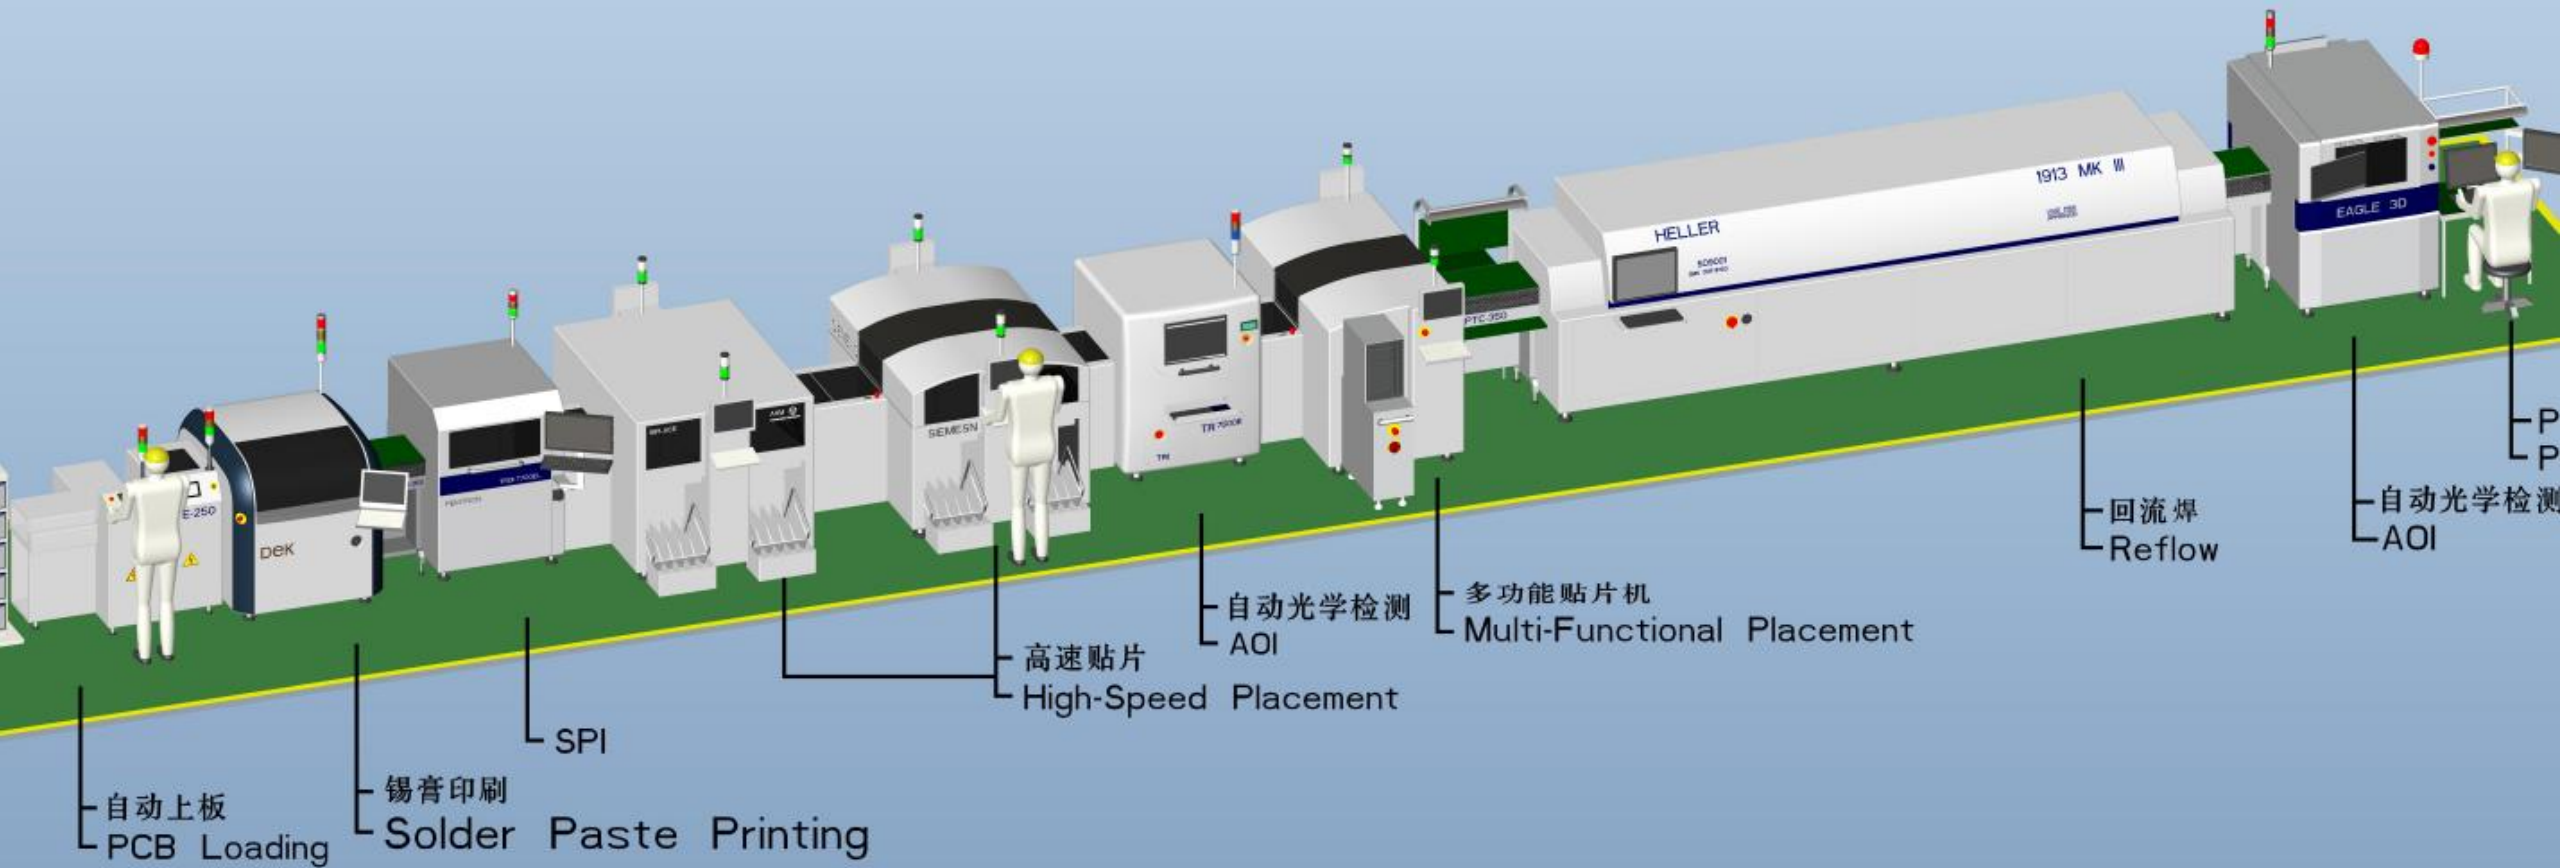 自动上板
PCB Loading
锡膏印刷
Solder Paste Printing
SPI
高速贴片
High-Speed Placement
自动光学检测
AOI
多功能贴片机
Multi-Functional Placement
回流焊
Reflow
自动光学检测
AOI
P
P
E-250
DEK
SIEMESN
TRI
PTC-350
HELLER
1913 MK III
EAGLE 3D